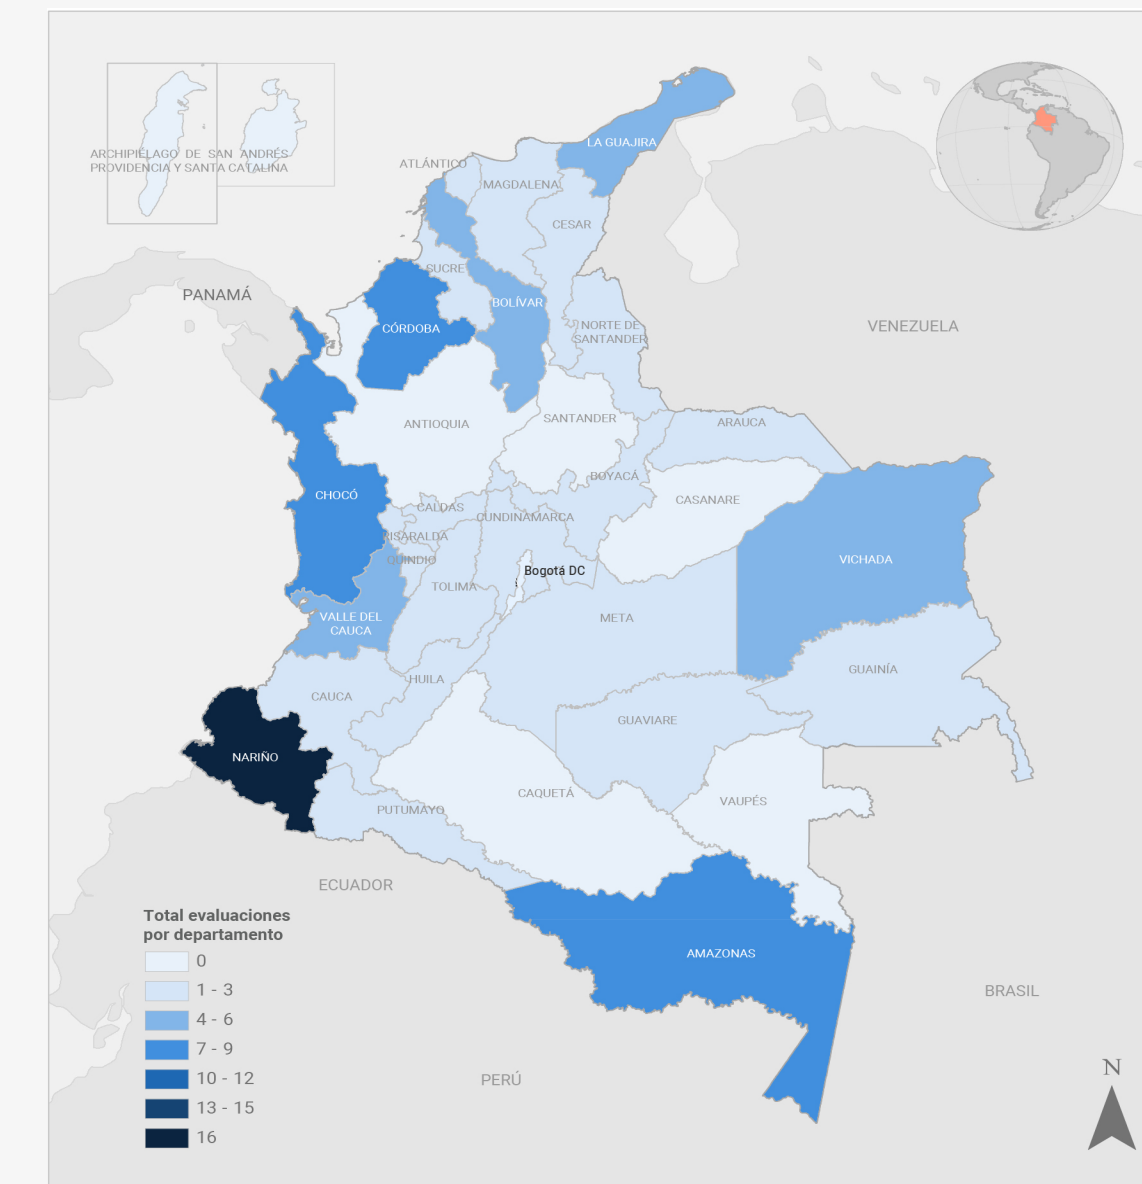 ARCHIPIÉLAGO DE SAN ANDRÉS
PROVIDENCIA Y SANTA CATALINA
LA GUAJIRA
ATLÁNTICO
MAGDALENA
CESAR
SUCRE
PANAMÁ
BOLÍVAR
CÓRDOBA
NORTE DE
SANTANDER
VENEZUELA
ANTIOQUIA
SANTANDER
ARAUCA
BOYACÁ
CHOCÓ
CASANARE
CALDAS
CUNDINAMARCA
RISARALDA
QUINDIO
VICHADA
Bogotá DC
TOLIMA
VALLE DEL
CAUCA
META
GUAINÍA
HUILA
CAUCA
GUAVIARE
NARIÑO
CAQUETÁ
VAUPÉS
PUTUMAYO
ECUADOR
AMAZONAS
BRASIL
PERÚ
Total evaluaciones
por departamento
0
1 - 3
4 - 6
7 - 9
10 - 12
13 - 15
16
N